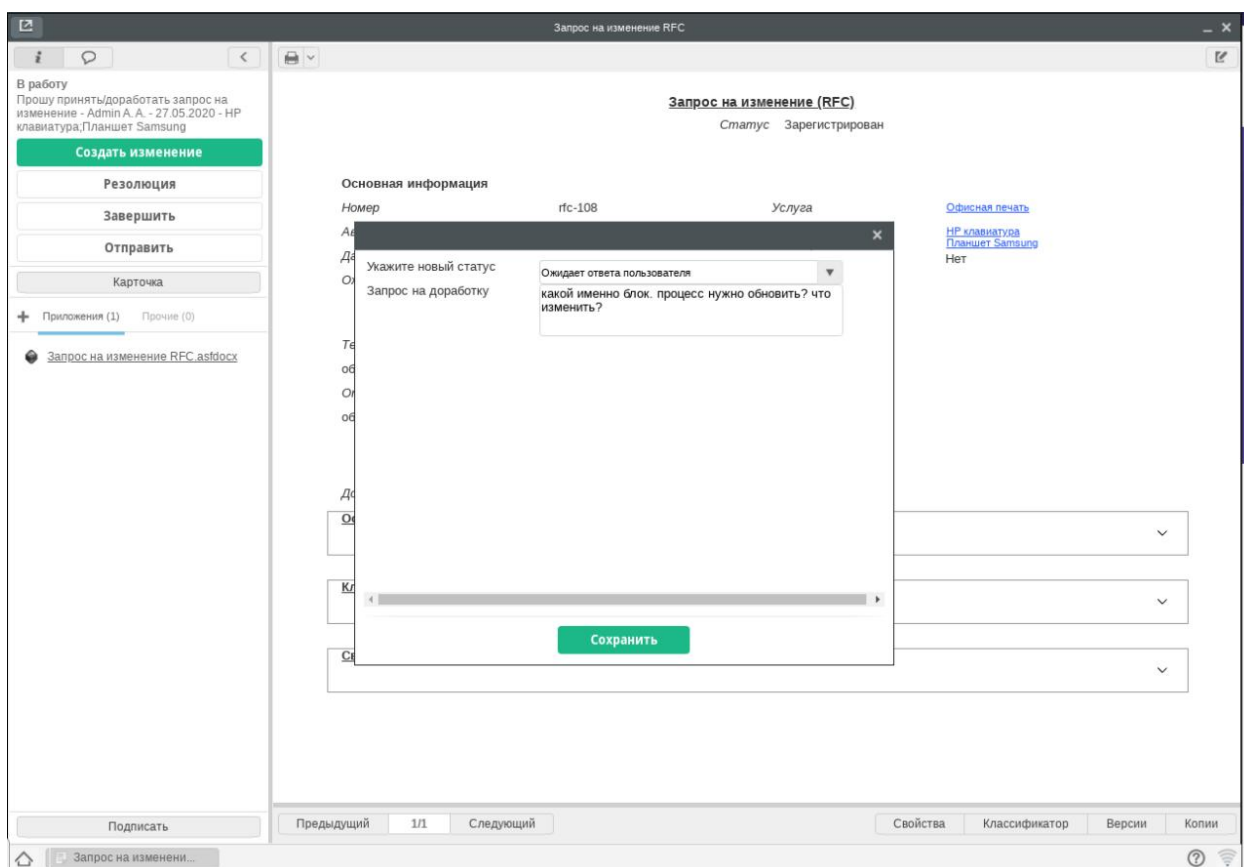 Запрос на изменение RFC
В работу
Прошу принять/доработать запрос на
изменение - Admin A. A. - 27.05.2020 - HP
клавиатура;Планшет Samsung
Создать изменение
Резолюция
Завершить
Отправить
Карточка
Приложения (1) Прочие (0)
Запрос на изменение RFC.asfdocx
Подписать
Запрос на изменение (RFC)
Статус Зарегистрирован
Основная информация
Номер rfc-108 Услуга Офисная печать
HP клавиатура
Планшет Samsung
Нет
Укажите новый статус Ожидает ответа пользователя
Запрос на доработку какой именно блок. процесс нужно обновить? что
изменить?
Сохранить
Предыдущий 1/1 Следующий Свойства Классификатор Версии Копии
Запрос на изменени...